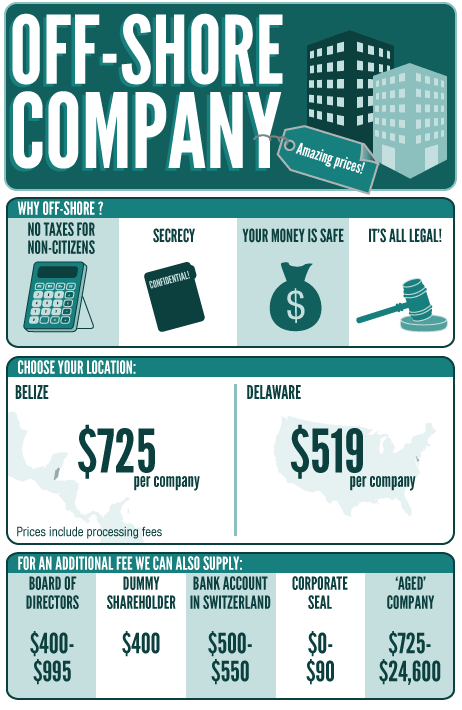 OFF-SHORE
COMPANY
Amazing prices!
WHY OFF-SHORE ?
NO TAXES FOR
NON-CITIZENS
SECRECY
CONFIDENTIAL!
YOUR MONEY IS SAFE
$
IT'S ALL LEGAL!
CHOOSE YOUR LOCATION:
BELIZE
$725
per company
Prices include processing fees
DELAWARE
$519
per company
FOR AN ADDITIONAL FEE WE CAN ALSO SUPPLY:
BOARD OF
DIRECTORS
$400-
$995
DUMMY
SHAREHOLDER
$400
BANK ACCOUNT
IN SWITZERLAND
$500-
$550
CORPORATE
SEAL
$0-
$90
'AGED'
COMPANY
$725-
$24,600